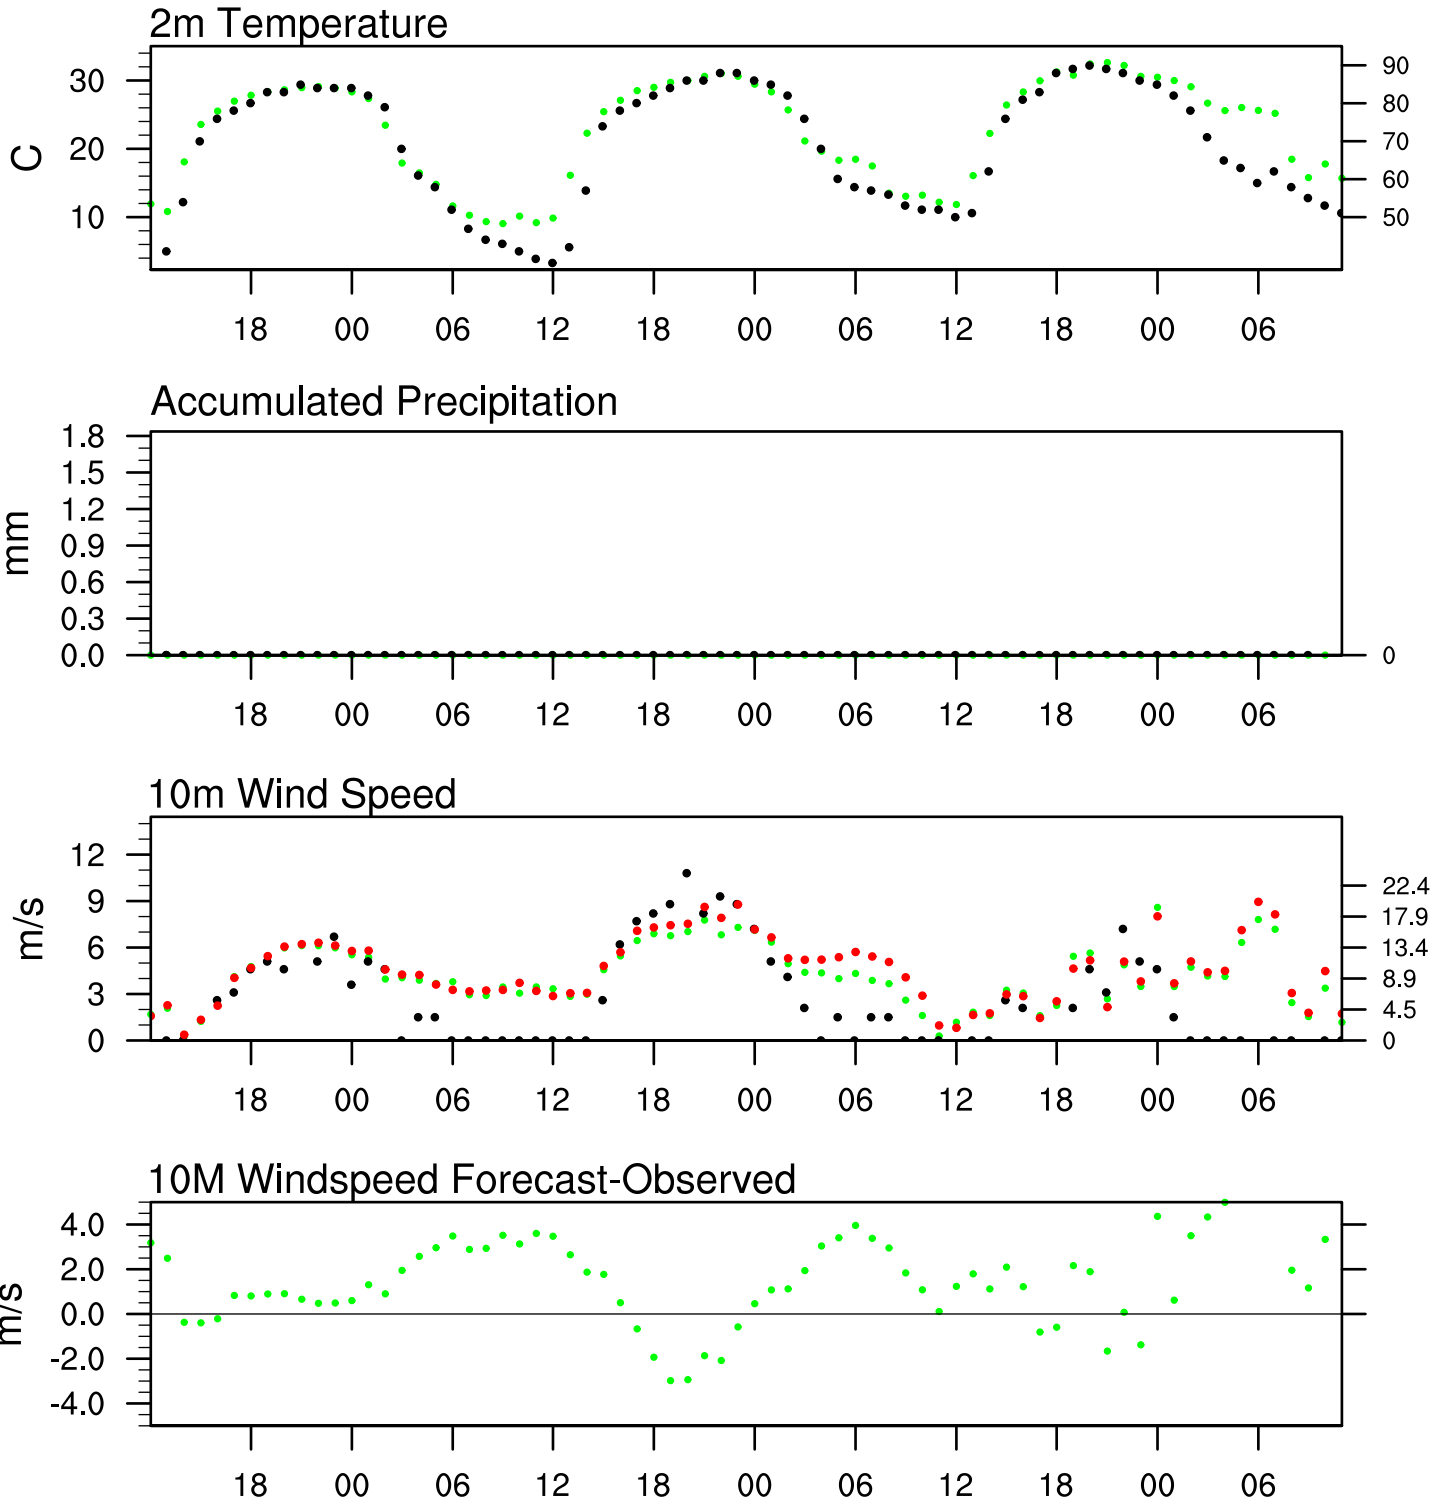 2m Temperature
30 90
80
C 20 70
60
10 50
18 00 06 12 18 00 06 12 18 00 06
Accumulated Precipitation
1.8
1.5
1.2
mm 0.9
0.6
0.3
0.0 0
18 00 06 12 18 00 06 12 18 00 06
10m Wind Speed
12
22.4
m/s 9 17.9
6 13.4
8.9
3 4.5
0 0
18 00 06 12 18 00 06 12 18 00 06
10M Windspeed Forecast-Observed
4.0
2.0
m/s 0.0
-2.0
-4.0
18 00 06 12 18 00 06 12 18 00 06